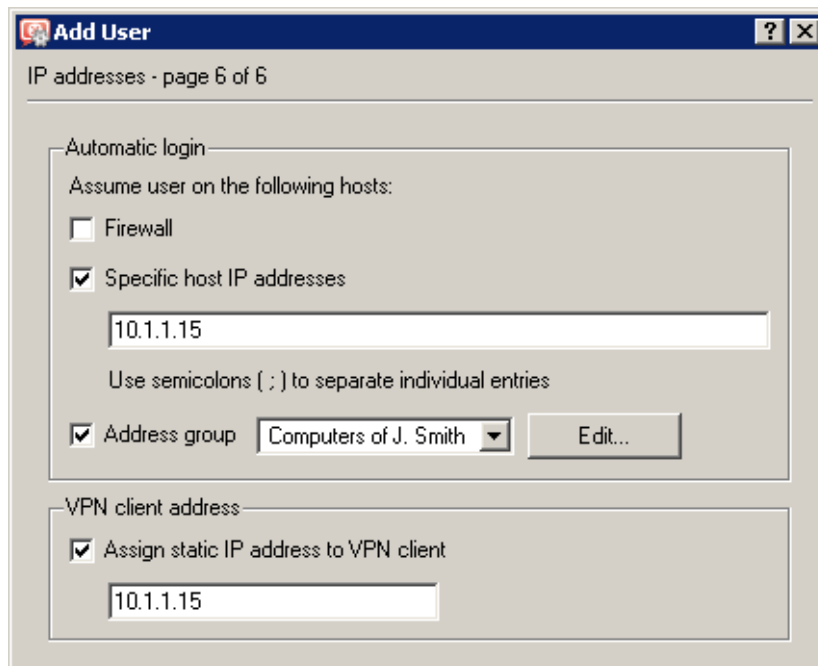 Add User
IP addresses - page 6 of 6
Automatic login
Assume user on the following hosts:
Firewall
Specific host IP addresses
10.1.1.15
Use semicolons ( ; ) to separate individual entries
Address group Computers of J. Smith Edit...
VPN client address
Assign static IP address to VPN client
10.1.1.15